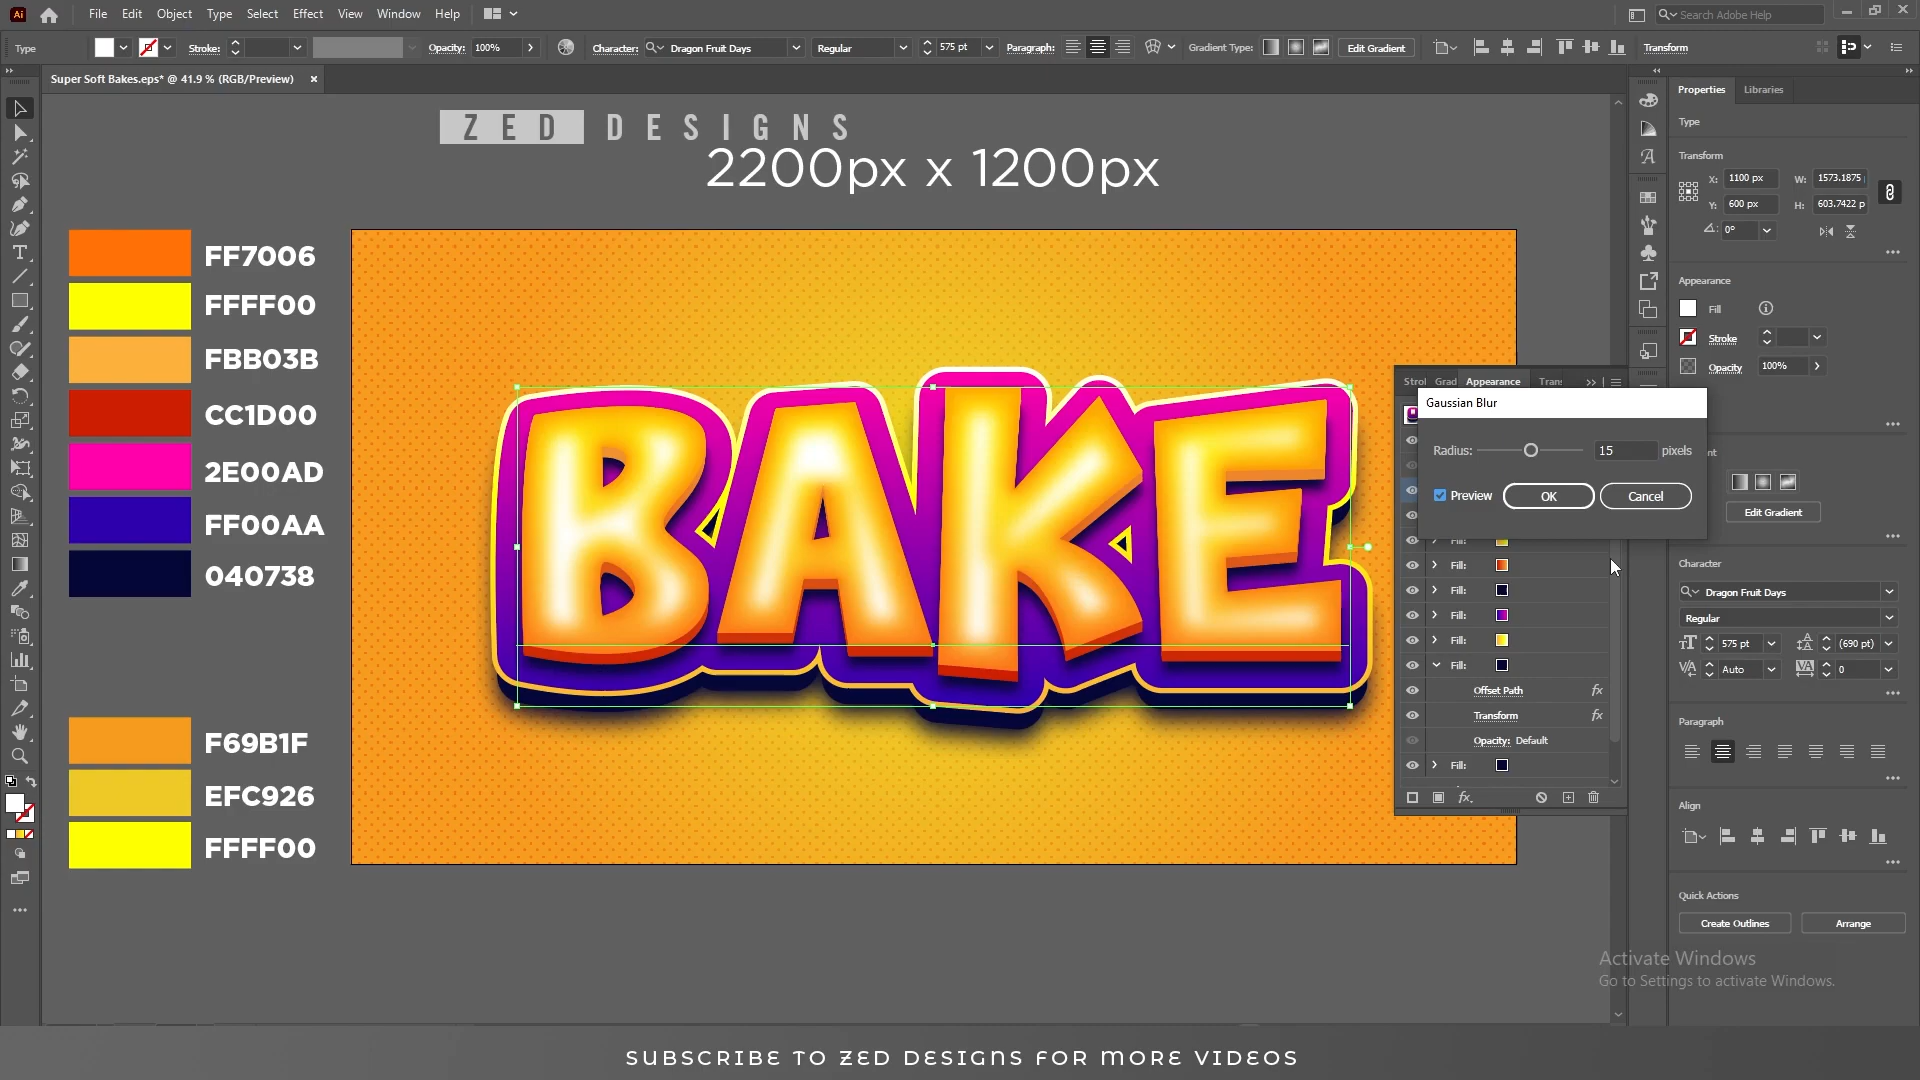 Ai File Edit Object Type Select Effect View Window Help Search Adobe Help
Type Stroke: Opacity: 100% Character: Dragon Fruit Days Regular 575 pt Paragraph: Gradient Type: Edit Gradient Transform
Super Soft Bakes.eps* @ 41.9 % (RGB/Preview)
Properties Libraries
ZED DESIGNS
2200px x 1200px
FF7006
FFFF00
FBB03B
CC1D00
2E00AD
FF00AA
040738
F69B1F
EFC926
FFFF00
BAKE
Appearance
Gaussian Blur
Radius: 15 pixels
Preview OK Cancel
Fill:
Fill:
Fill:
Fill:
Fill:
Fill:
Offset Path fx
Transform fx
Opacity: Default
Fill:
fx
Type
Transform
X: 1100 px W: 1573.1875
Y: 600 px H: 603.7422 p
0°
Appearance
Fill
Stroke
Opacity 100%
Edit Gradient
Character
Dragon Fruit Days
Regular
575 pt (690 pt)
Auto 0
Paragraph
Align
Quick Actions
Create Outlines Arrange
Activate Windows
Go to Settings to activate Windows.
SUBSCRIBE TO ZED DESIGNS FOR MORE VIDEOS